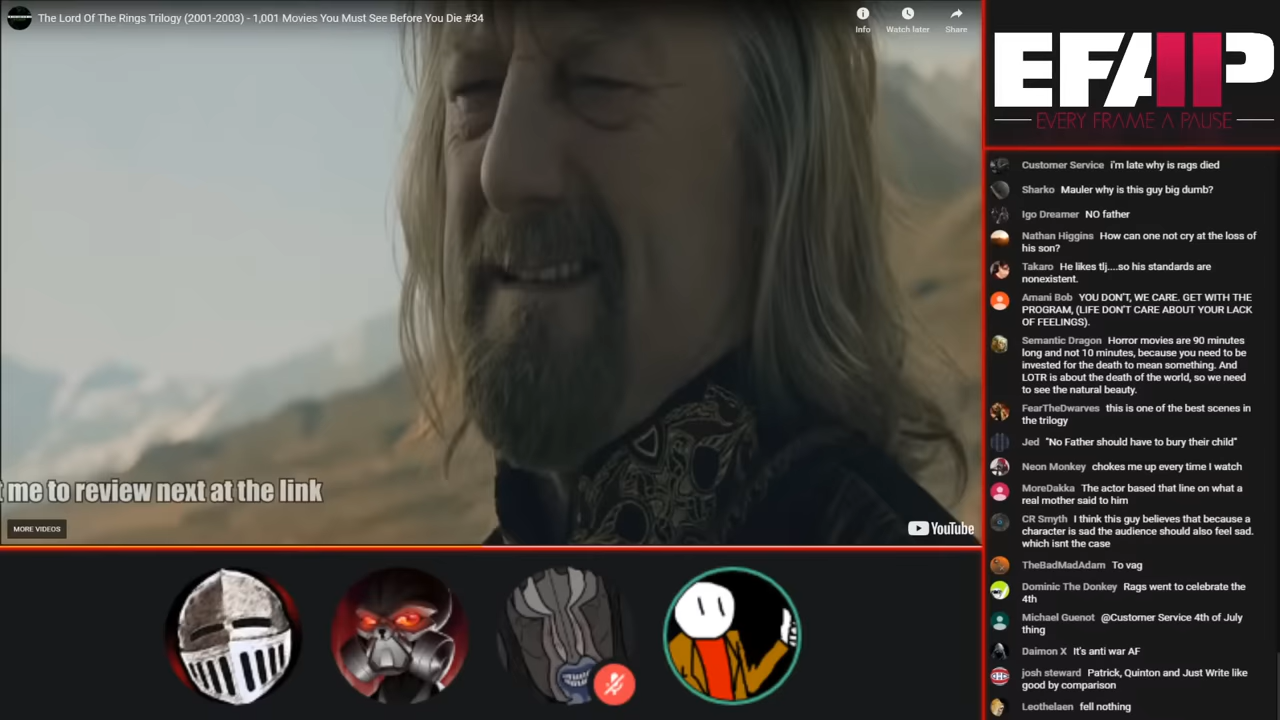 The Lord Of The Rings Trilogy (2001-2003) - 1,001 Movies You Must See Before You Die #34
Info
Watch later
Share
me to review next at the link
MORE VIDEOS
YouTube
EFAP
EVERY FRAME A PAUSE
Customer Service i'm late why is rags died
Sharko Mauler why is this guy big dumb?
Igo Dreamer NO father
Nathan Higgins How can one not cry at the loss of
his son?
Takaro He likes tlj....so his standards are
nonexistent.
Amani Bob YOU DON'T, WE CARE. GET WITH THE
PROGRAM, (LIFE DON'T CARE ABOUT YOUR LACK
OF FEELINGS).
Semantic Dragon Horror movies are 90 minutes
long and not 10 minutes, because you need to be
invested for the death to mean something. And
LOTR is about the death of the world, so we need
to see the natural beauty.
FearTheDwarves this is one of the best scenes in
the trilogy
Jed "No Father should have to bury their child"
Neon Monkey chokes me up every time I watch
MoreDakka The actor based that line on what a
real mother said to him
CR Smyth I think this guy believes that because a
character is sad the audience should also feel sad.
which isnt the case
TheBadMadAdam To vag
Dominic The Donkey Rags went to celebrate the
4th
Michael Guenot @Customer Service 4th of July
thing
Daimon X It's anti war AF
josh steward Patrick, Quinton and Just Write like
good by comparison
Leothelaen fell nothing